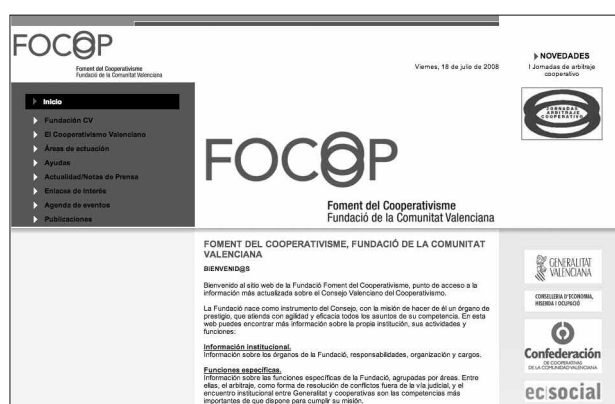 FOCOP
Foment del Cooperativisme
Fundació de la Comunitat Valenciana
Viernes, 18 de julio de 2008
NOVEDADES
I Jornadas de arbitraje
cooperativo
JORNADAS
ARBITRAJE
COOPERATIVO
Inicio
Fundación CV
El Cooperativismo Valenciano
Áreas de actuación
Ayudas
Actualidad/Notas de Prensa
Enlaces de Interés
Agenda de eventos
Publicaciones
FOCOP
Foment del Cooperativisme
Fundació de la Comunitat Valenciana
FOMENT DEL COOPERATIVISME, FUNDACIÓ DE LA COMUNITAT
VALENCIANA
BIENVENID@S
Bienvenido al sitio web de la Fundació Foment del Cooperativisme, punto de acceso a la
información más actualizada sobre el Consejo Valenciano del Cooperativismo.
La Fundació nace como instrumento del Consejo, con la misión de hacer de él un órgano de
prestigio, que atienda con agilidad y eficacia todos los asuntos de su competencia. En esta
web puedes encontrar más información sobre la propia institución, sus actividades y
funciones:
Información institucional.
Información sobre los órganos de la Fundació, responsabilidades, organización y cargos.
Funciones específicas.
Información sobre las funciones específicas de la Fundació, agrupadas por áreas. Entre
ellas, el arbitraje, como forma de resolución de conflictos fuera de la vía judicial, y el
encuentro institucional entre Generalitat y cooperativas son las competencias más
importantes de que dispone para cumplir su misión.
GENERALITAT
VALENCIANA
CONSELLERIA D'ECONOMIA,
HISENDA I OCUPACIÓ
Confederación
DE COOPERATIVAS
DE LA COMUNIDAD VALENCIANA
ecisocial